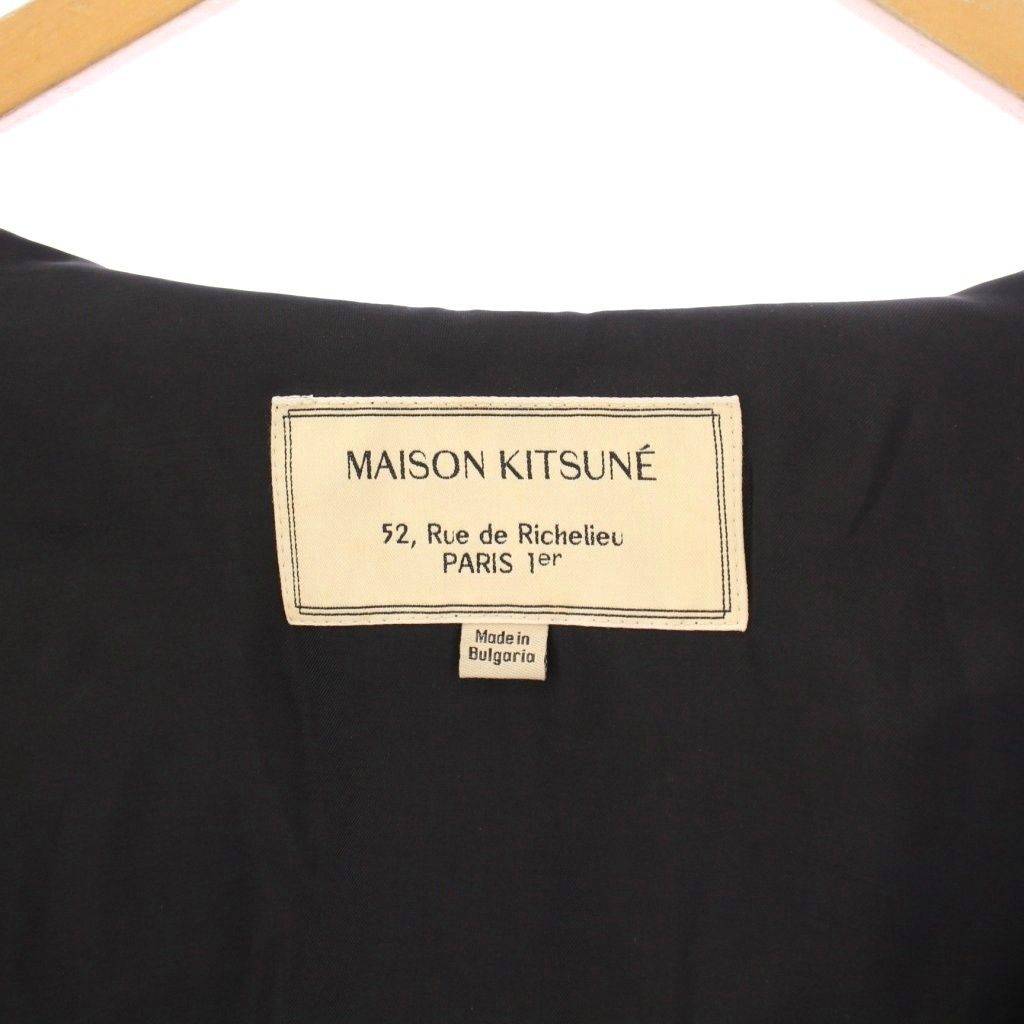 MAISON KITSUNÉ
52, Rue de Richelieu
PARIS 1er
Made in
Bulgaria